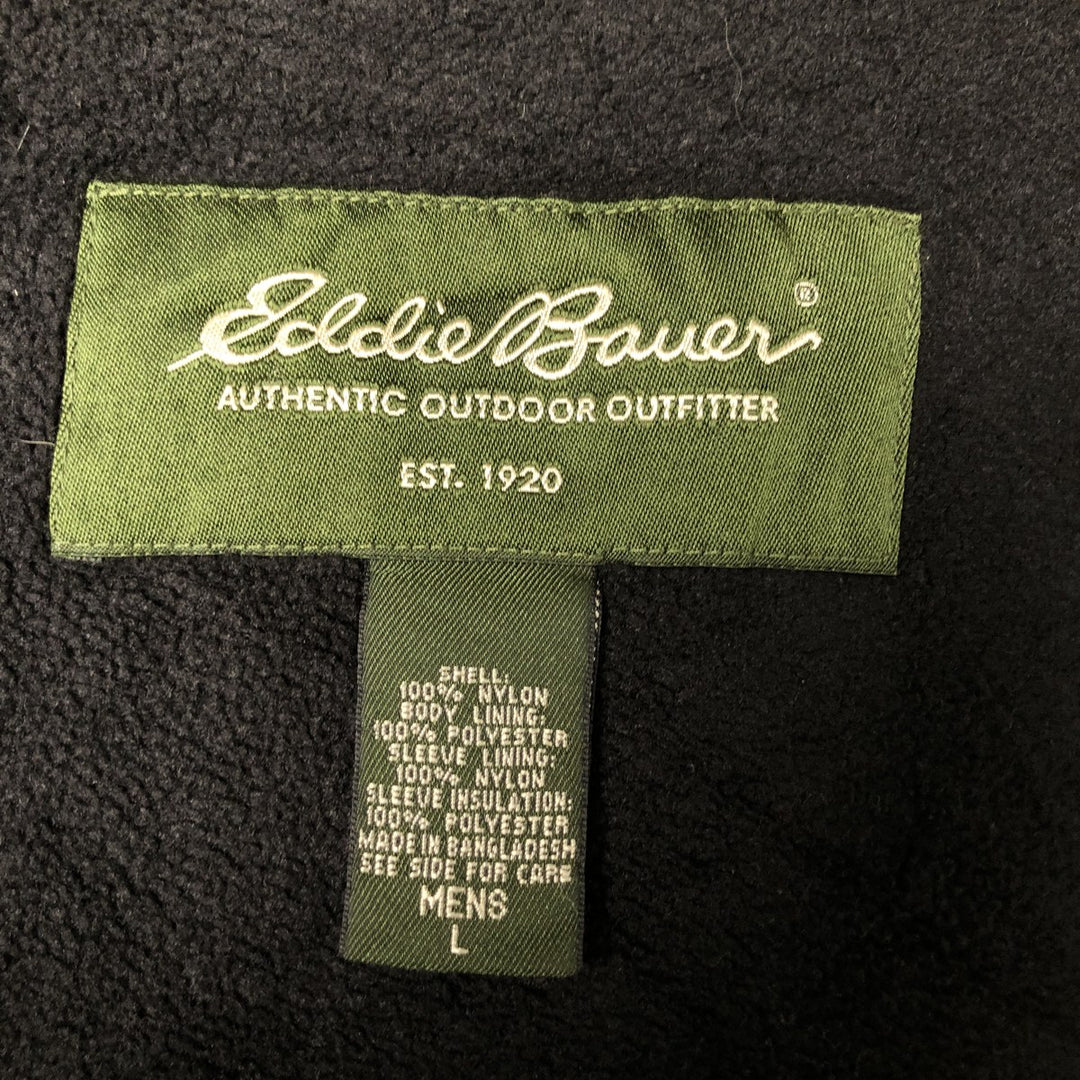 Eddie Bauer®
AUTHENTIC OUTDOOR OUTFITTER
EST. 1920
SHELL:
100% NYLON
BODY LINING:
100% POLYESTER
SLEEVE LINING:
100% NYLON
SLEEVE INSULATION:
100% POLYESTER
MADE IN BANGLADESH
SEE SIDE FOR CARE
MENS
L